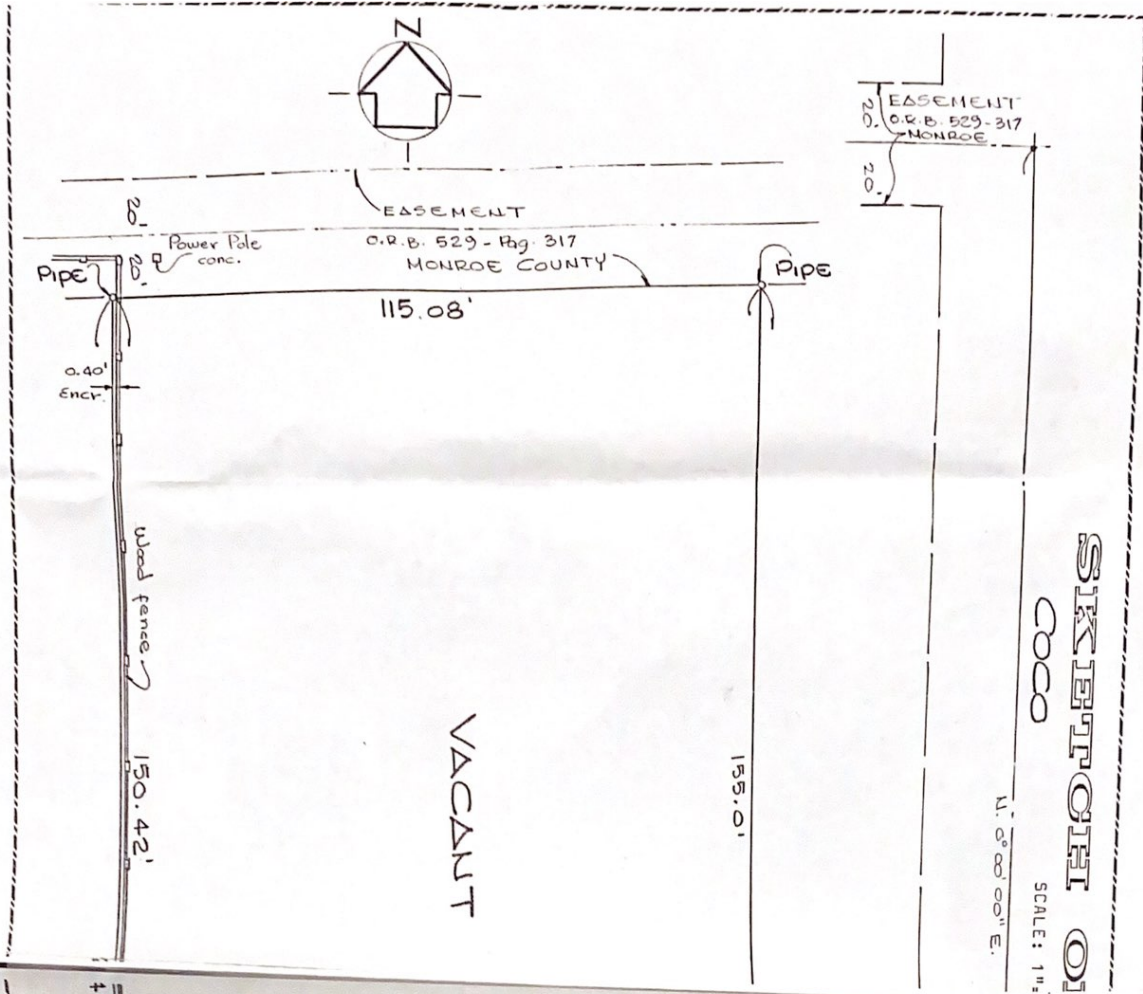 SKETCH
SCALE: 1"=
COCO
N. 0° 00' 00" E.
EASEMENT
O.R.B. 529-317
MONROE
20'
20'
N
EASEMENT
O.R.B. 529 - Pag. 317
MONROE COUNTY
20'
20'
Power Pole
conc.
PIPE
PIPE
115.08'
0.40'
Encr.
Wood fence
150.42'
VACANT
155.0'